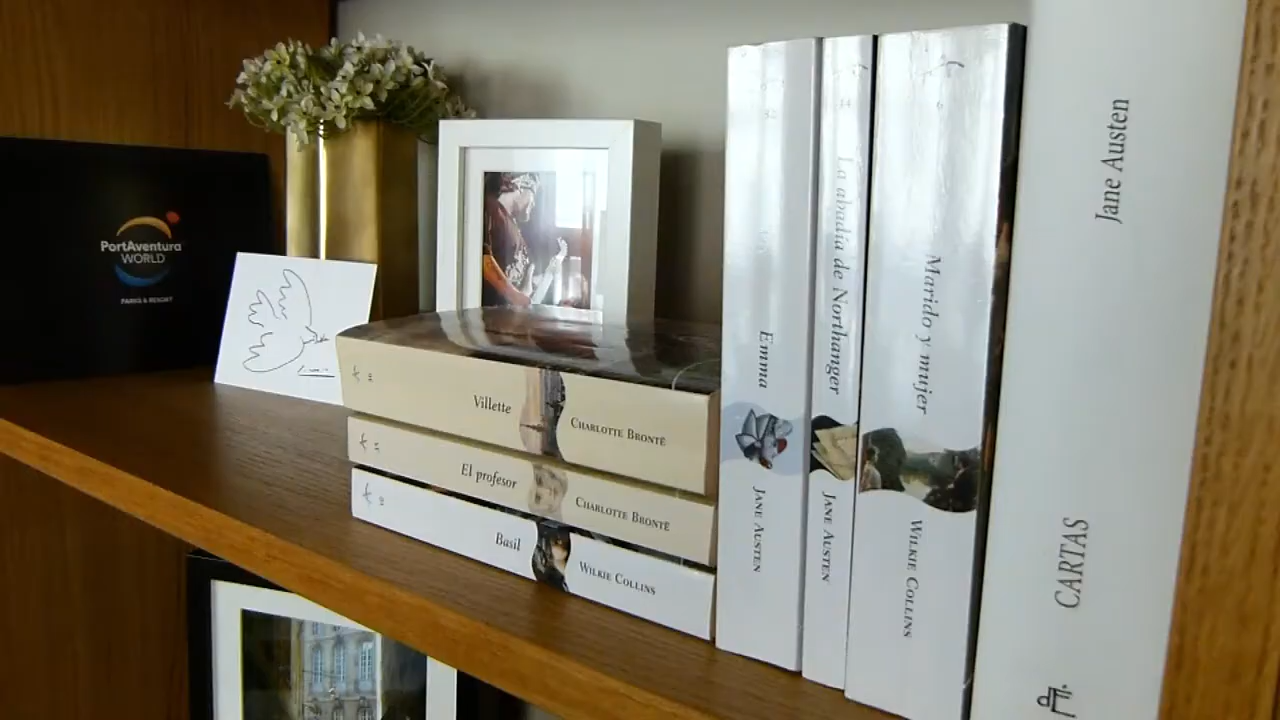 PortAventura
WORLD
PARKS & RESORT
Villette
CHARLOTTE BRONTË
El profesor
CHARLOTTE BRONTË
Basil
WILKIE COLLINS
Emma
JANE AUSTEN
La abadía de Northanger
JANE AUSTEN
6
Marido y mujer
WILKIE COLLINS
Jane Austen
CARTAS